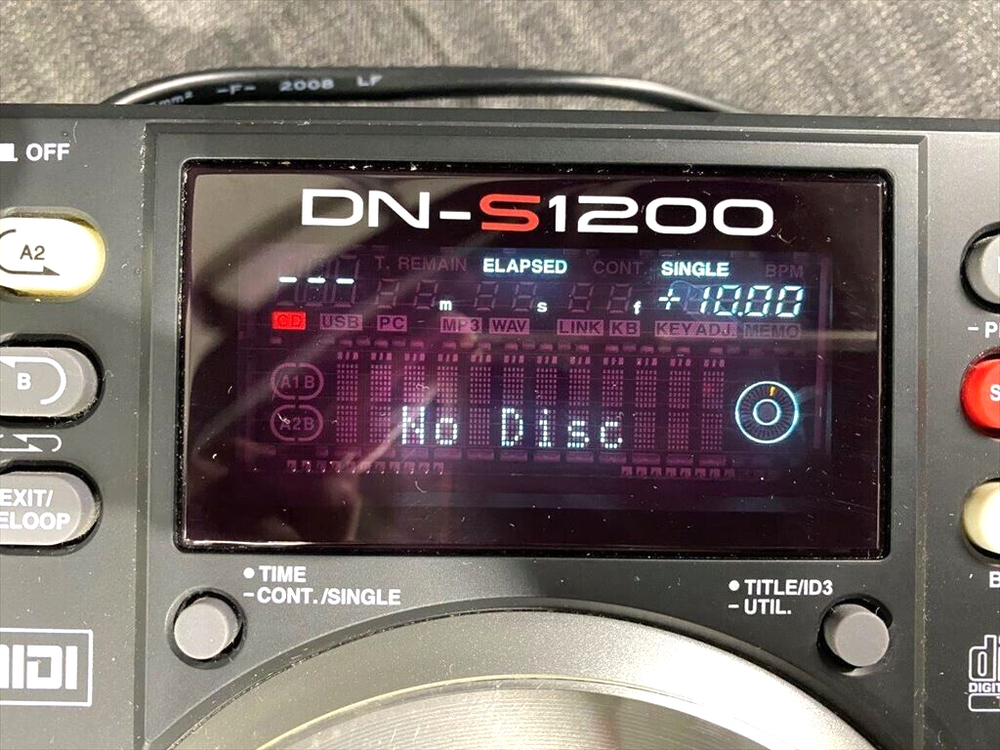 mm² -F- 2008 LF
OFF
DN-S1200
A2
T. REMAIN ELAPSED CONT. SINGLE BPM
--- m s f +10.00
CD USB PC MP3 WAV LINK KB KEY ADJ. MEMO
A1B
A2B
No Disc
B
EXIT/
RELOOP
● TIME
– CONT./SINGLE
● TITLE/ID3
– UTIL.
MIDI